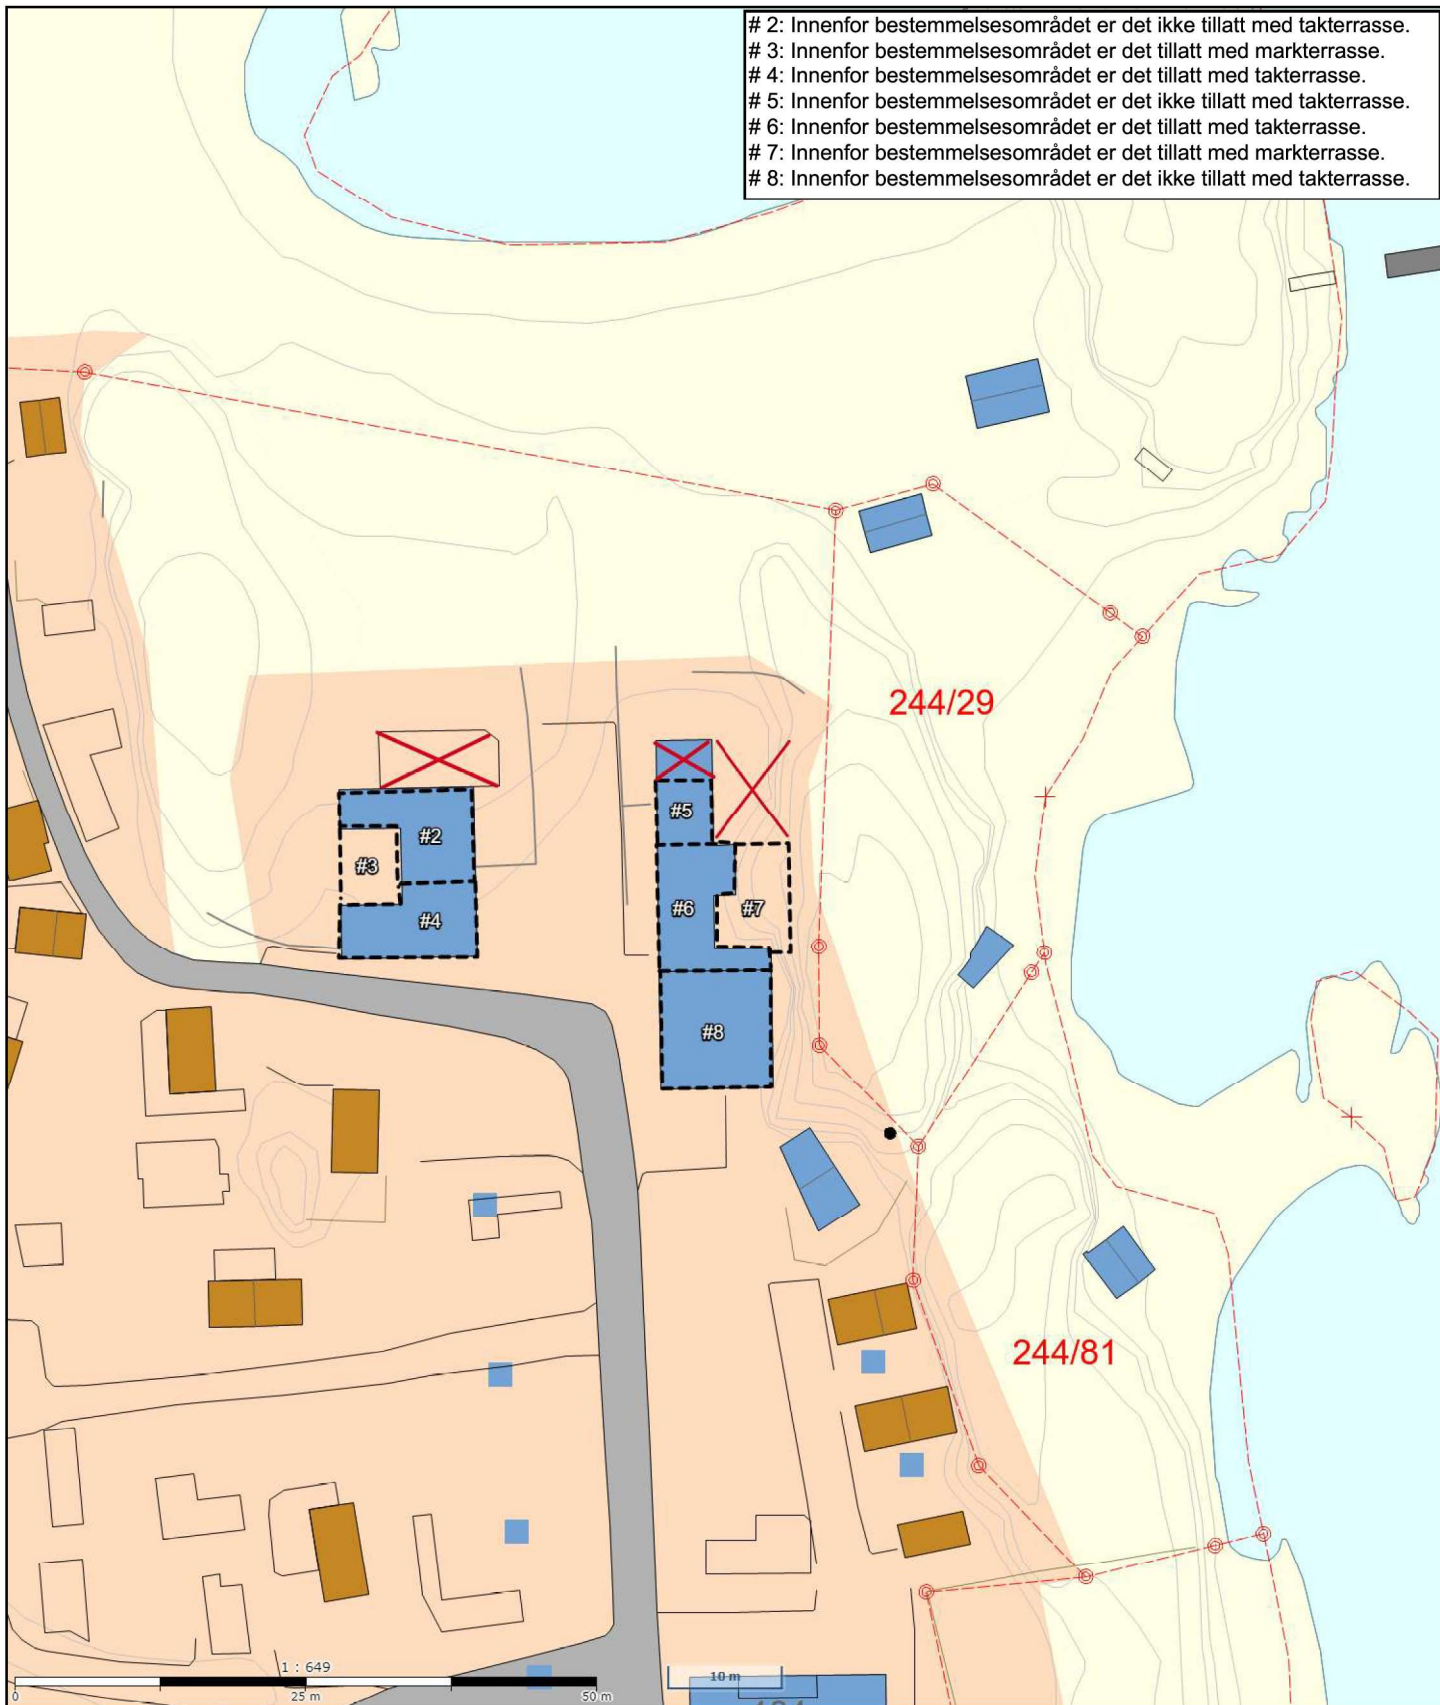 # 2: Innenfor bestemmelsesområdet er det ikke tillatt med takterrasse.
# 3: Innenfor bestemmelsesområdet er det tillatt med markterrasse.
# 4: Innenfor bestemmelsesområdet er det tillatt med takterrasse.
# 5: Innenfor bestemmelsesområdet er det ikke tillatt med takterrasse.
# 6: Innenfor bestemmelsesområdet er det tillatt med takterrasse.
# 7: Innenfor bestemmelsesområdet er det tillatt med markterrasse.
# 8: Innenfor bestemmelsesområdet er det ikke tillatt med takterrasse.
244/29
#5
#2
#3
#6
#7
#4
#8
244/81
1 : 649
10 m
0 25 m 50 m